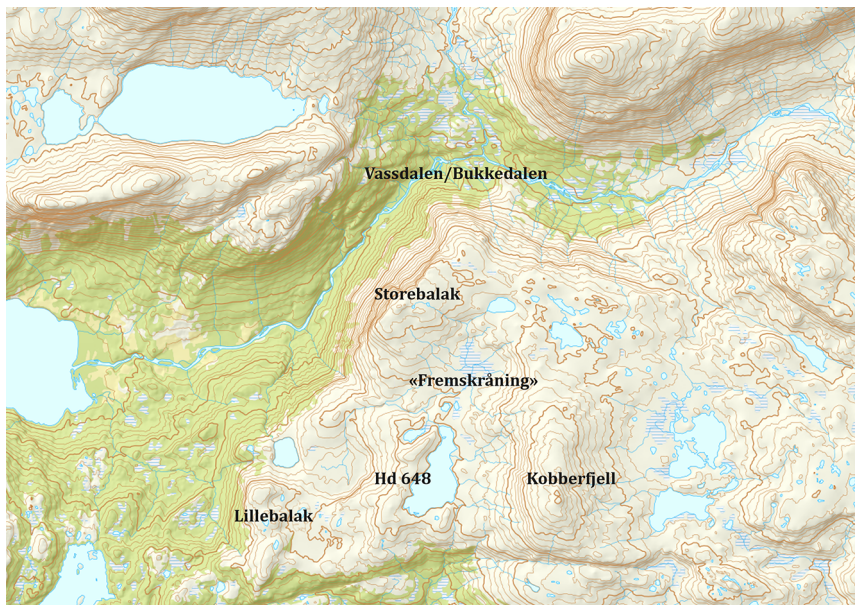 Vassdalen/Bukkedalen
Storebalak
«Fremskråning»
Hd 648
Kobberfjell
Lillebalak